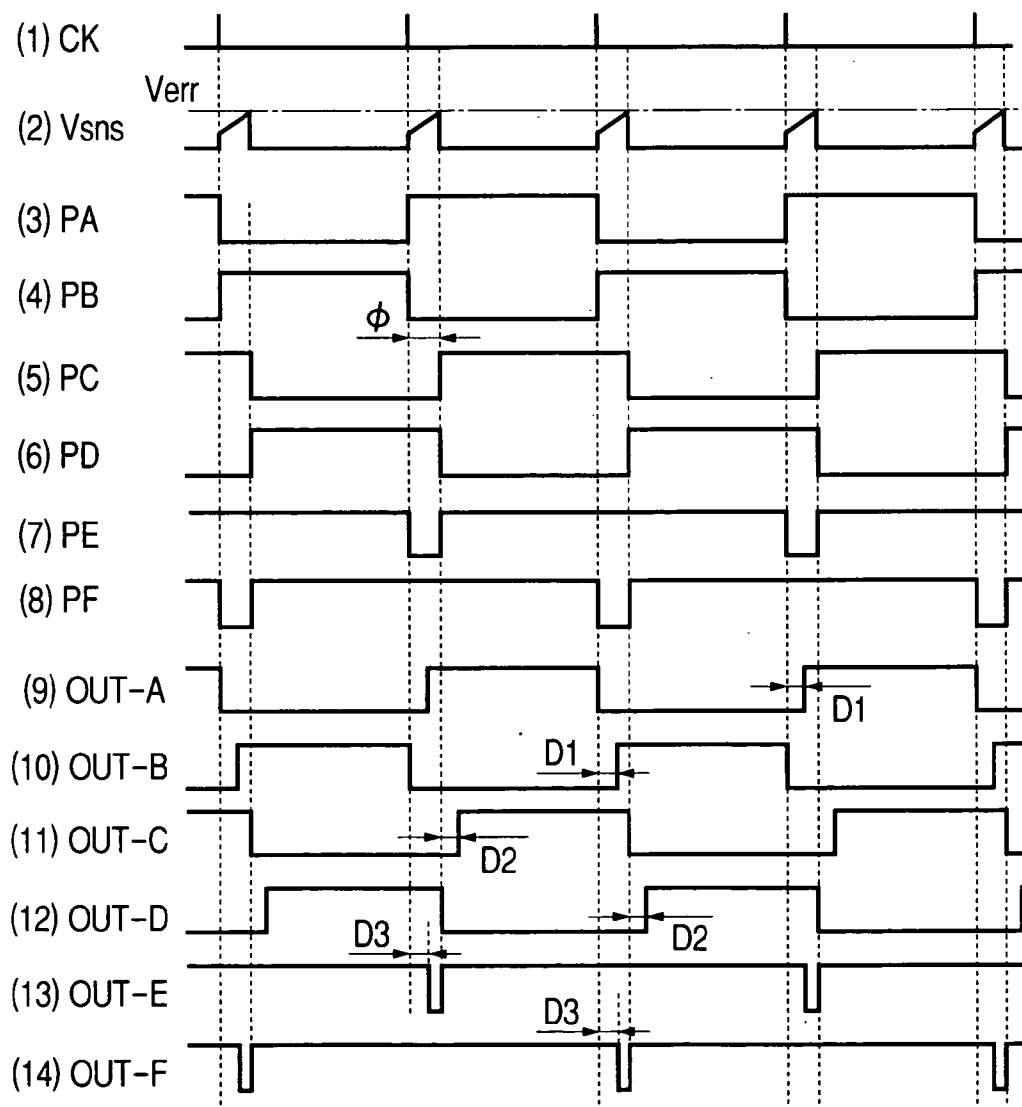 (1) CK
Verr
(2) Vsns
(3) PA
(4) PB
ϕ
(5) PC
(6) PD
(7) PE
(8) PF
(9) OUT-A
D1
(10) OUT-B
D1
(11) OUT-C
D2
(12) OUT-D
D2
D3
(13) OUT-E
D3
(14) OUT-F